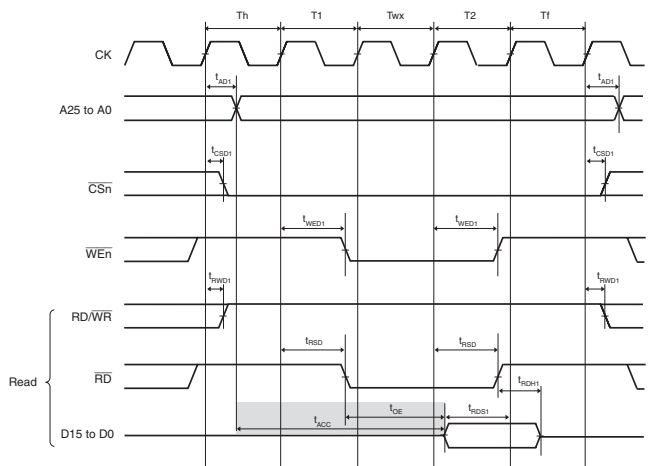 Th T1 Twx T2 Tf
CK
tAD1 tAD1
A25 to A0
tCSD1 tCSD1
CSn
tWED1 tWED1
WEn
tRWD1 tRWD1
RD/WR
tRSD tRSD
Read
RD
tRDH1
tOE tRDS1
tACC
D15 to D0